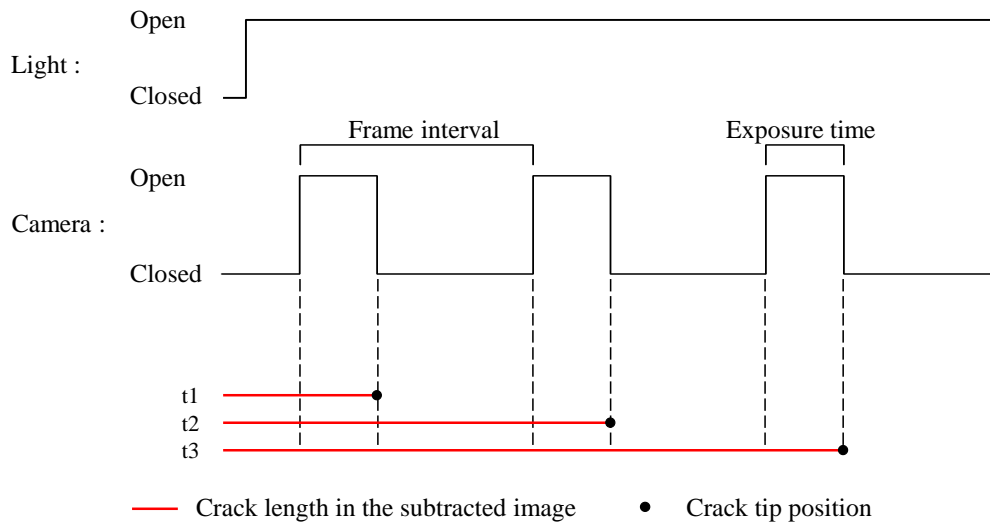 Open
Light :
Closed
Frame interval
Exposure time
Open
Camera :
Closed
t1
t2
t3
Crack length in the subtracted image
Crack tip position